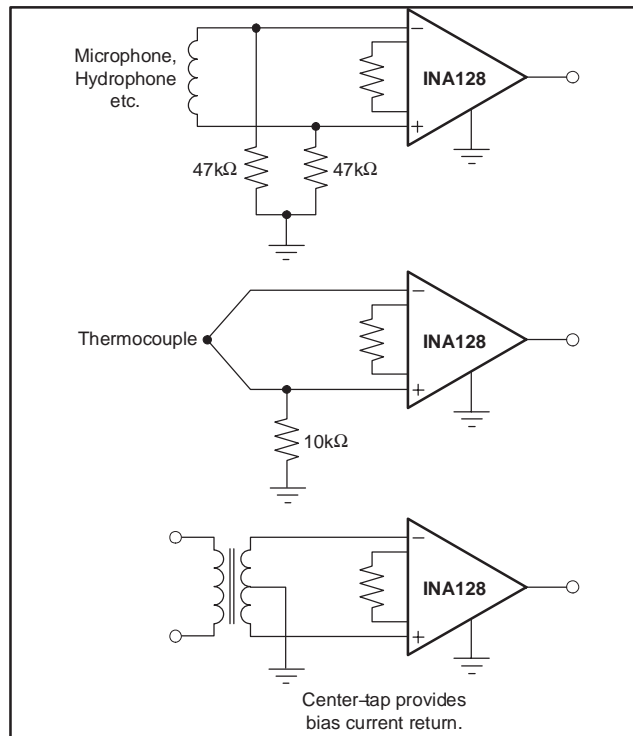 Microphone,
Hydrophone
etc.
−
INA128
+
47kΩ
47kΩ
Thermocouple
−
INA128
+
10kΩ
−
INA128
+
Center–tap provides
bias current return.